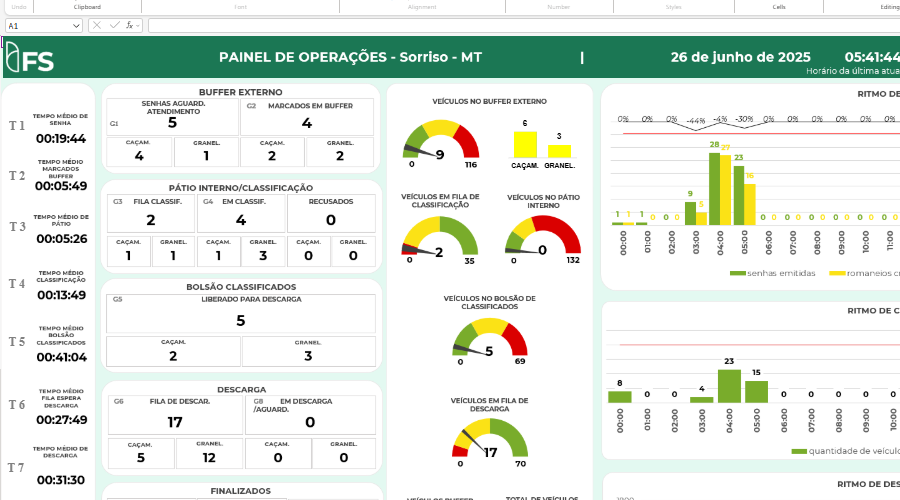 Undo
Clipboard
Font
Alignment
Number
Styles
Cells
Editing
A1
fx
FS
PAINEL DE OPERAÇÕES - Sorriso - MT
|
26 de junho de 2025
05:41:44
Horário da última atua
T 1
TEMPO MÉDIO DE
SENHA
00:19:44
T 2
TEMPO MÉDIO
MARCADOS
BUFFER
00:05:49
T 3
TEMPO MÉDIO DE
PÁTIO
00:05:26
T 4
TEMPO MÉDIO
CLASSIFICAÇÃO
00:13:49
T 5
TEMPO MÉDIO
BOLSÃO
CLASSIFICADOS
00:41:04
T 6
TEMPO MÉDIO
FILA ESPERA
DESCARGA
00:27:49
T 7
TEMPO MÉDIO DE
DESCARGA
00:31:30
BUFFER EXTERNO
SENHAS AGUARD.
ATENDIMENTO
G1
5
G2 MARCADOS EM BUFFER
4
CAÇAM. GRANEL. CAÇAM. GRANEL.
4 1 2 2
PÁTIO INTERNO/CLASSIFICAÇÃO
G3 FILA CLASSIF. G4 EM CLASSIF. RECUSADOS
2 4 0
CAÇAM. GRANEL. CAÇAM. GRANEL. CAÇAM. GRANEL.
1 1 1 3 0 0
BOLSÃO CLASSIFICADOS
G5 LIBERADO PARA DESCARGA
5
CAÇAM. GRANEL.
2 3
DESCARGA
G6 FILA DE DESCAR. G8 EM DESCARGA
/AGUARD.
17 0
CAÇAM. GRANEL. CAÇAM. GRANEL.
5 12 0 0
FINALIZADOS
VEÍCULOS NO BUFFER EXTERNO
9
0 116
6
3
CAÇAM. GRANEL.
VEÍCULOS EM FILA DE
CLASSIFICAÇÃO
2
0 35
VEÍCULOS NO PÁTIO
INTERNO
0
0 132
VEÍCULOS NO BOLSÃO DE
CLASSIFICADOS
5
0 69
VEÍCULOS EM FILA DE
DESCARGA
17
0 70
VEÍCULOS BUFFER
TOTAL DE VEÍCULOS
RITMO DE
0% 0% 0% -44% -4% -30% 0% 0% 0% 0% 0% 0%
1 1 1 0 0 0 9 5 28 27 23 16 0 0 0 0 0 0 0 0 0 0 0
00:00 01:00 02:00 03:00 04:00 05:00 06:00 07:00 08:00 09:00 10:00 11:00
senhas emitidas romaneios c
RITMO DE C
8 0 0 4 23 15 0 0 0 0 0 0
00:00 01:00 02:00 03:00 04:00 05:00 06:00 07:00 08:00 09:00 10:00
quantidade de veículo
RITMO DE DES